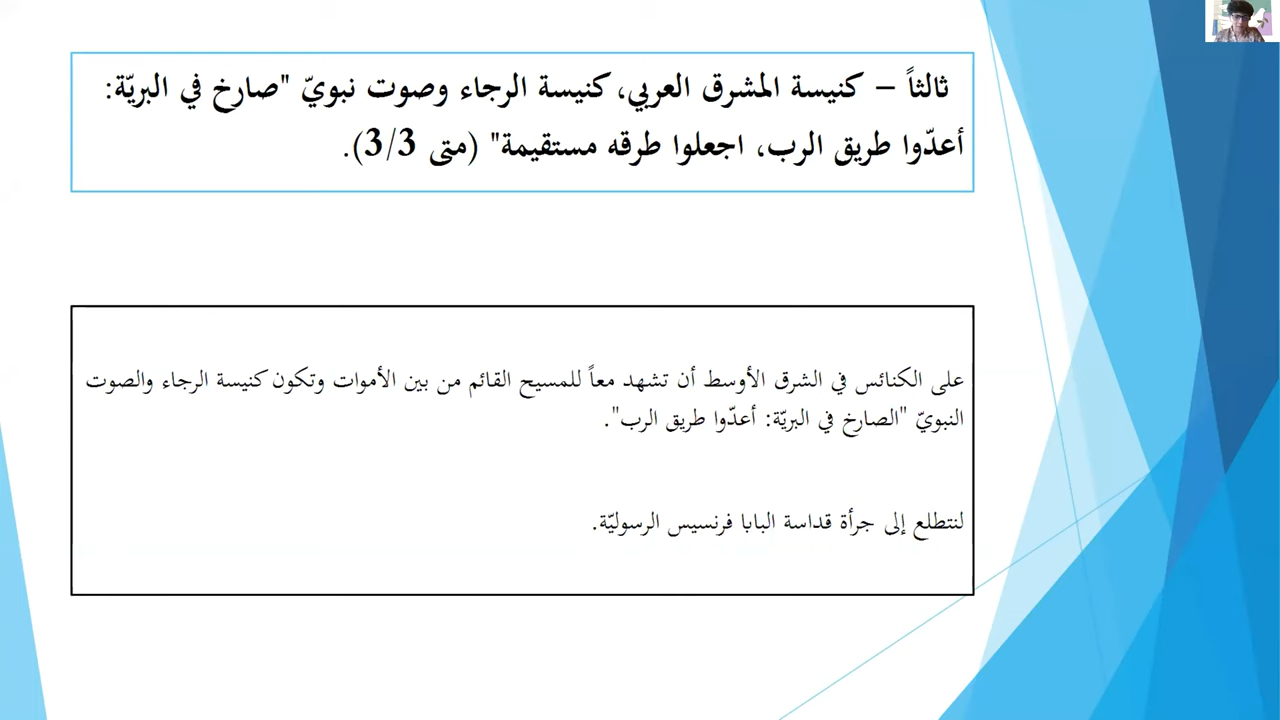 ثالثاً – كنيسة المشرق العربي، كنيسة الرجاء وصوت نبويّ "صارخ في البريّة:
أعدّوا طريق الرب، اجعلوا طرقه مستقيمة" (متى 3/3).
على الكنائس في الشرق الأوسط أن تشهد معاً للمسيح القائم من بين الأموات وتكون كنيسة الرجاء والصوت
النبويّ "الصارخ في البريّة: أعدّوا طريق الرب".
لنتطلع إلى جرأة قداسة البابا فرنسيس الرسوليّة.